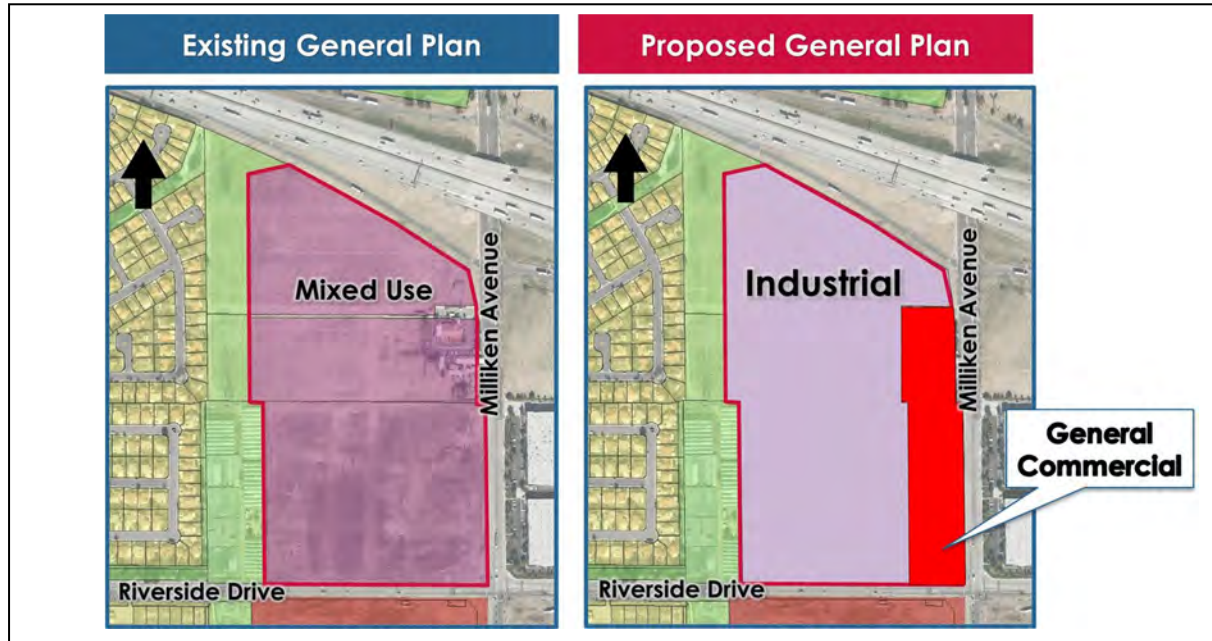 Existing General Plan
Proposed General Plan
Mixed Use
Milliken Avenue
Riverside Drive
Industrial
Milliken Avenue
General
Commercial
Riverside Drive